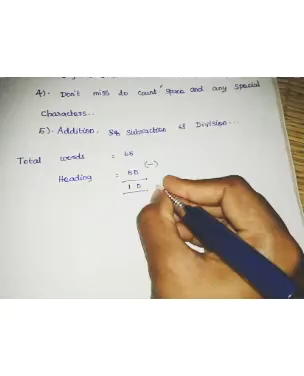 4). Don't miss to count space and any special
Characters...
5). Addition, Subtraction Division...
Total words = 65
(-)
Heading = 50
15